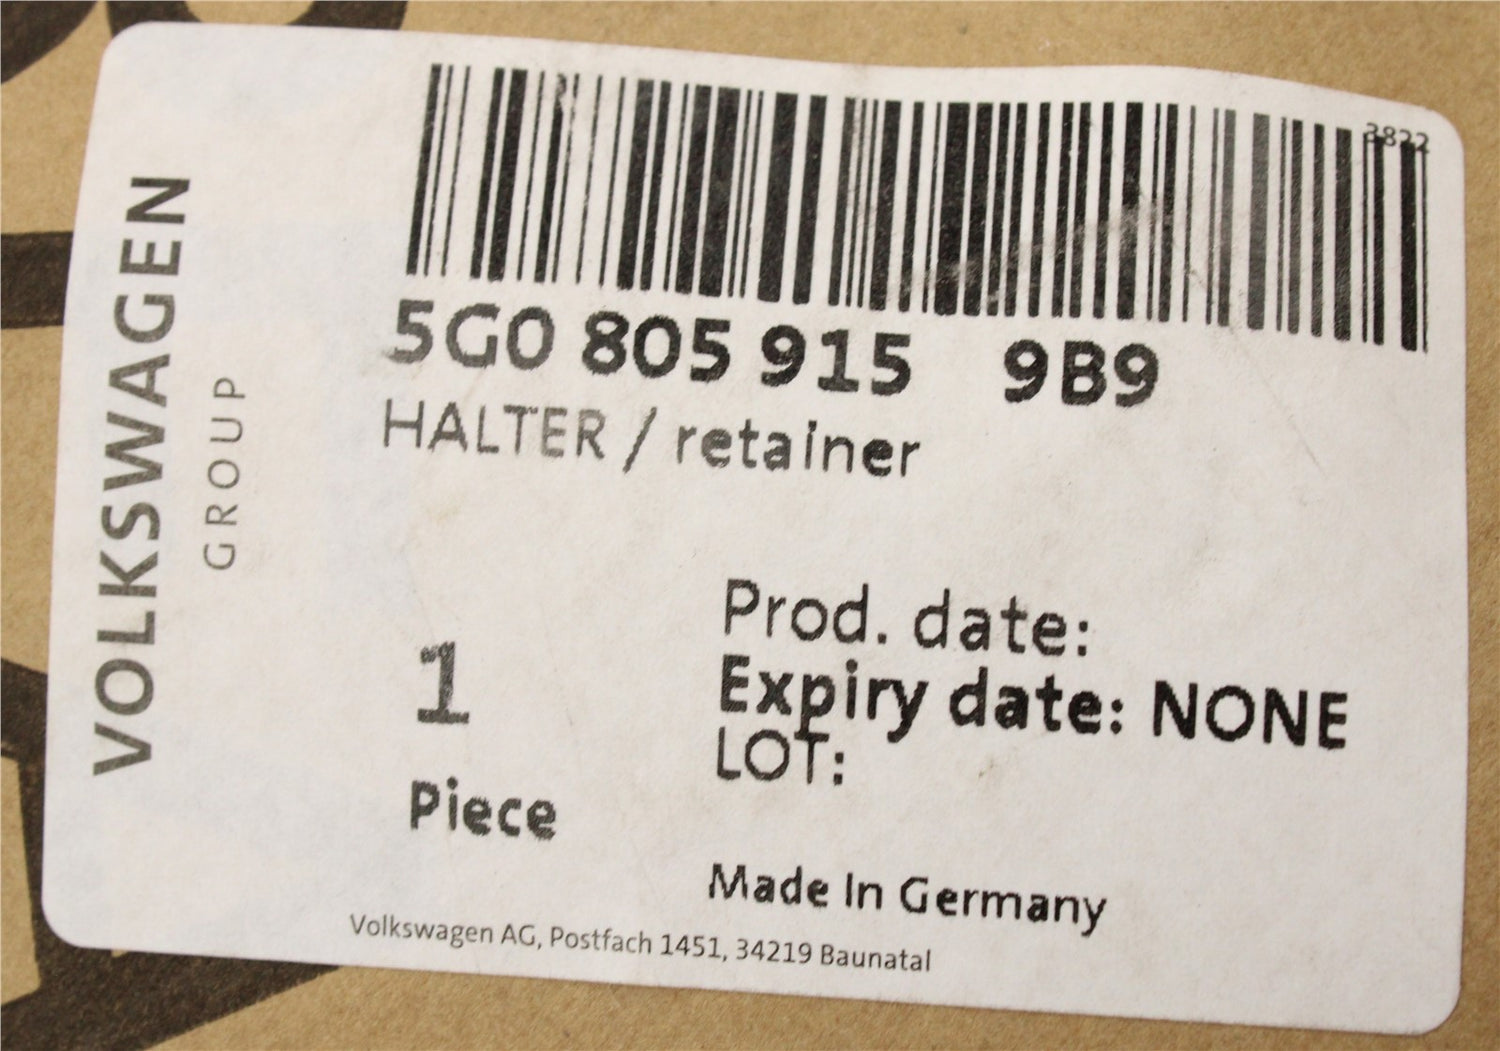 VOLKSWAGEN
GROUP
3822
5G0 805 915 9B9
HALTER / retainer
1
Piece
Prod. date:
Expiry date: NONE
LOT:
Made In Germany
Volkswagen AG, Postfach 1451, 34219 Baunatal